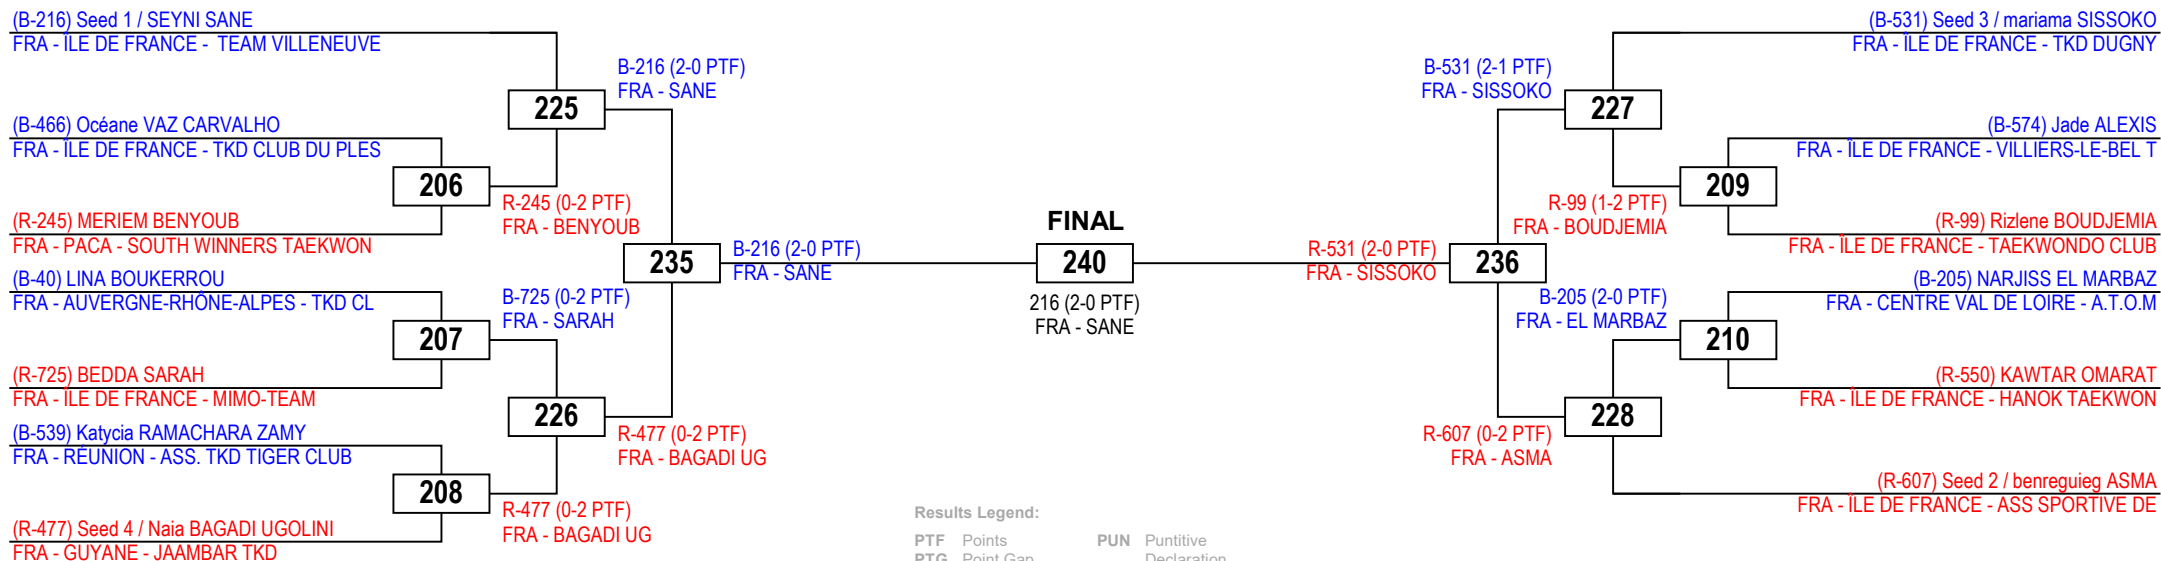 (B-216) Seed 1 / SEYNI SANE
FRA - ÎLE DE FRANCE -  TEAM VILLENEUVE
(B-466) Océane VAZ CARVALHO
FRA - ÎLE DE FRANCE - TKD CLUB DU PLES
(R-245) MERIEM BENYOUB
FRA - PACA - SOUTH WINNERS TAEKWON
(B-40) LINA BOUKERROU
FRA - AUVERGNE-RHÔNE-ALPES - TKD CL
(R-725) BEDDA SARAH
FRA - ÎLE DE FRANCE - MIMO-TEAM
(B-539) Katycia RAMACHARA ZAMY
FRA - RÉUNION - ASS. TKD TIGER CLUB
(R-477) Seed 4 / Naia BAGADI UGOLINI
FRA - GUYANE - JAAMBAR TKD
206
207
208
225
R-245 (0-2 PTF)
FRA - BENYOUB
B-725 (0-2 PTF)
FRA - SARAH
226
R-477 (0-2 PTF)
FRA - BAGADI UG
B-216 (2-0 PTF)
FRA - SANE
235
R-477 (0-2 PTF)
FRA - BAGADI UG
B-216 (2-0 PTF)
FRA - SANE
FINAL
240
216 (2-0 PTF)
FRA - SANE
R-531 (2-0 PTF)
FRA - SISSOKO
236
B-531 (2-1 PTF)
FRA - SISSOKO
R-607 (0-2 PTF)
FRA - ASMA
227
R-99 (1-2 PTF)
FRA - BOUDJEMIA
B-205 (2-0 PTF)
FRA - EL MARBAZ
228
209
210
(B-531) Seed 3 / mariama SISSOKO
FRA - ÎLE DE FRANCE - TKD DUGNY
(B-574) Jade ALEXIS
FRA - ÎLE DE FRANCE - VILLIERS-LE-BEL T
(R-99) Rizlene BOUDJEMIA
FRA - ÎLE DE FRANCE - TAEKWONDO CLUB
(B-205) NARJISS EL MARBAZ
FRA - CENTRE VAL DE LOIRE - A.T.O.M
(R-550) KAWTAR OMARAT
FRA - ÎLE DE FRANCE - HANOK TAEKWON
(R-607) Seed 2 / benreguieg ASMA
FRA - ÎLE DE FRANCE - ASS SPORTIVE DE
Results Legend:
PTF Points PUN Puntitive
PTG Point Gap Declaration